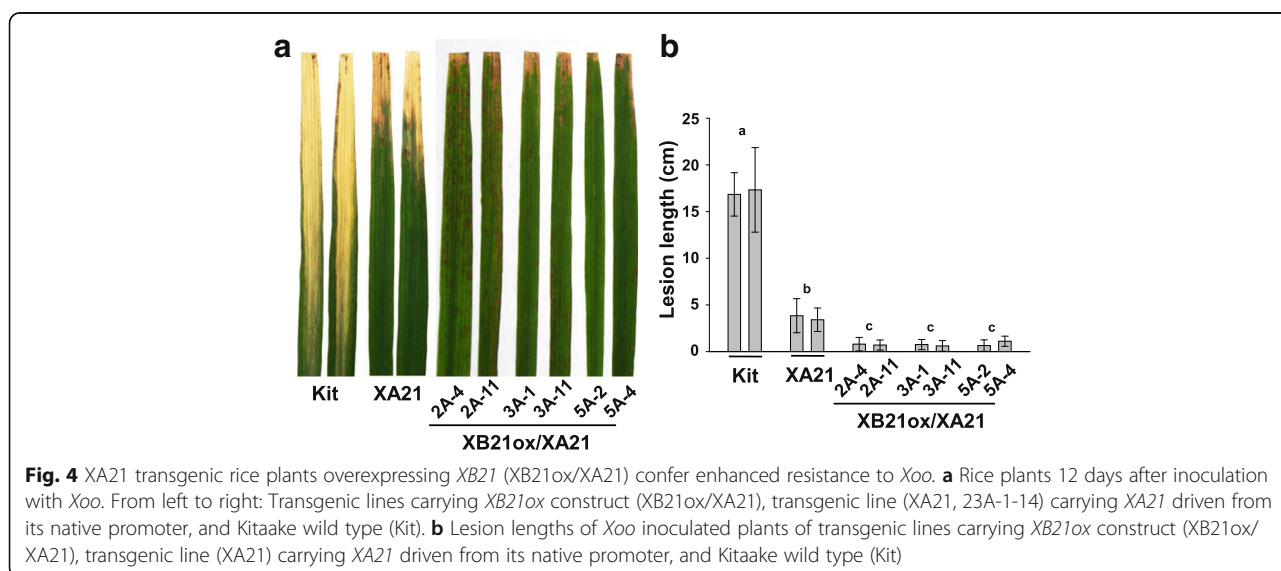 a
b
Kit
XA21
2A-4
2A-11
3A-1
3A-11
5A-2
5A-4
XB21ox/XA21
Lesion length (cm)
25
20
15
10
5
0
a
b
c
c
c
Kit
XA21
2A-4
2A-11
3A-1
3A-11
5A-2
5A-4
XB21ox/XA21
Fig. 4 XA21 transgenic rice plants overexpressing XB21 (XB21ox/XA21) confer enhanced resistance to Xoo. a Rice plants 12 days after inoculation
with Xoo. From left to right: Transgenic lines carrying XB21ox construct (XB21ox/XA21), transgenic line (XA21, 23A-1-14) carrying XA21 driven from
its native promoter, and Kitaake wild type (Kit). b Lesion lengths of Xoo inoculated plants of transgenic lines carrying XB21ox construct (XB21ox/
XA21), transgenic line (XA21) carrying XA21 driven from its native promoter, and Kitaake wild type (Kit)